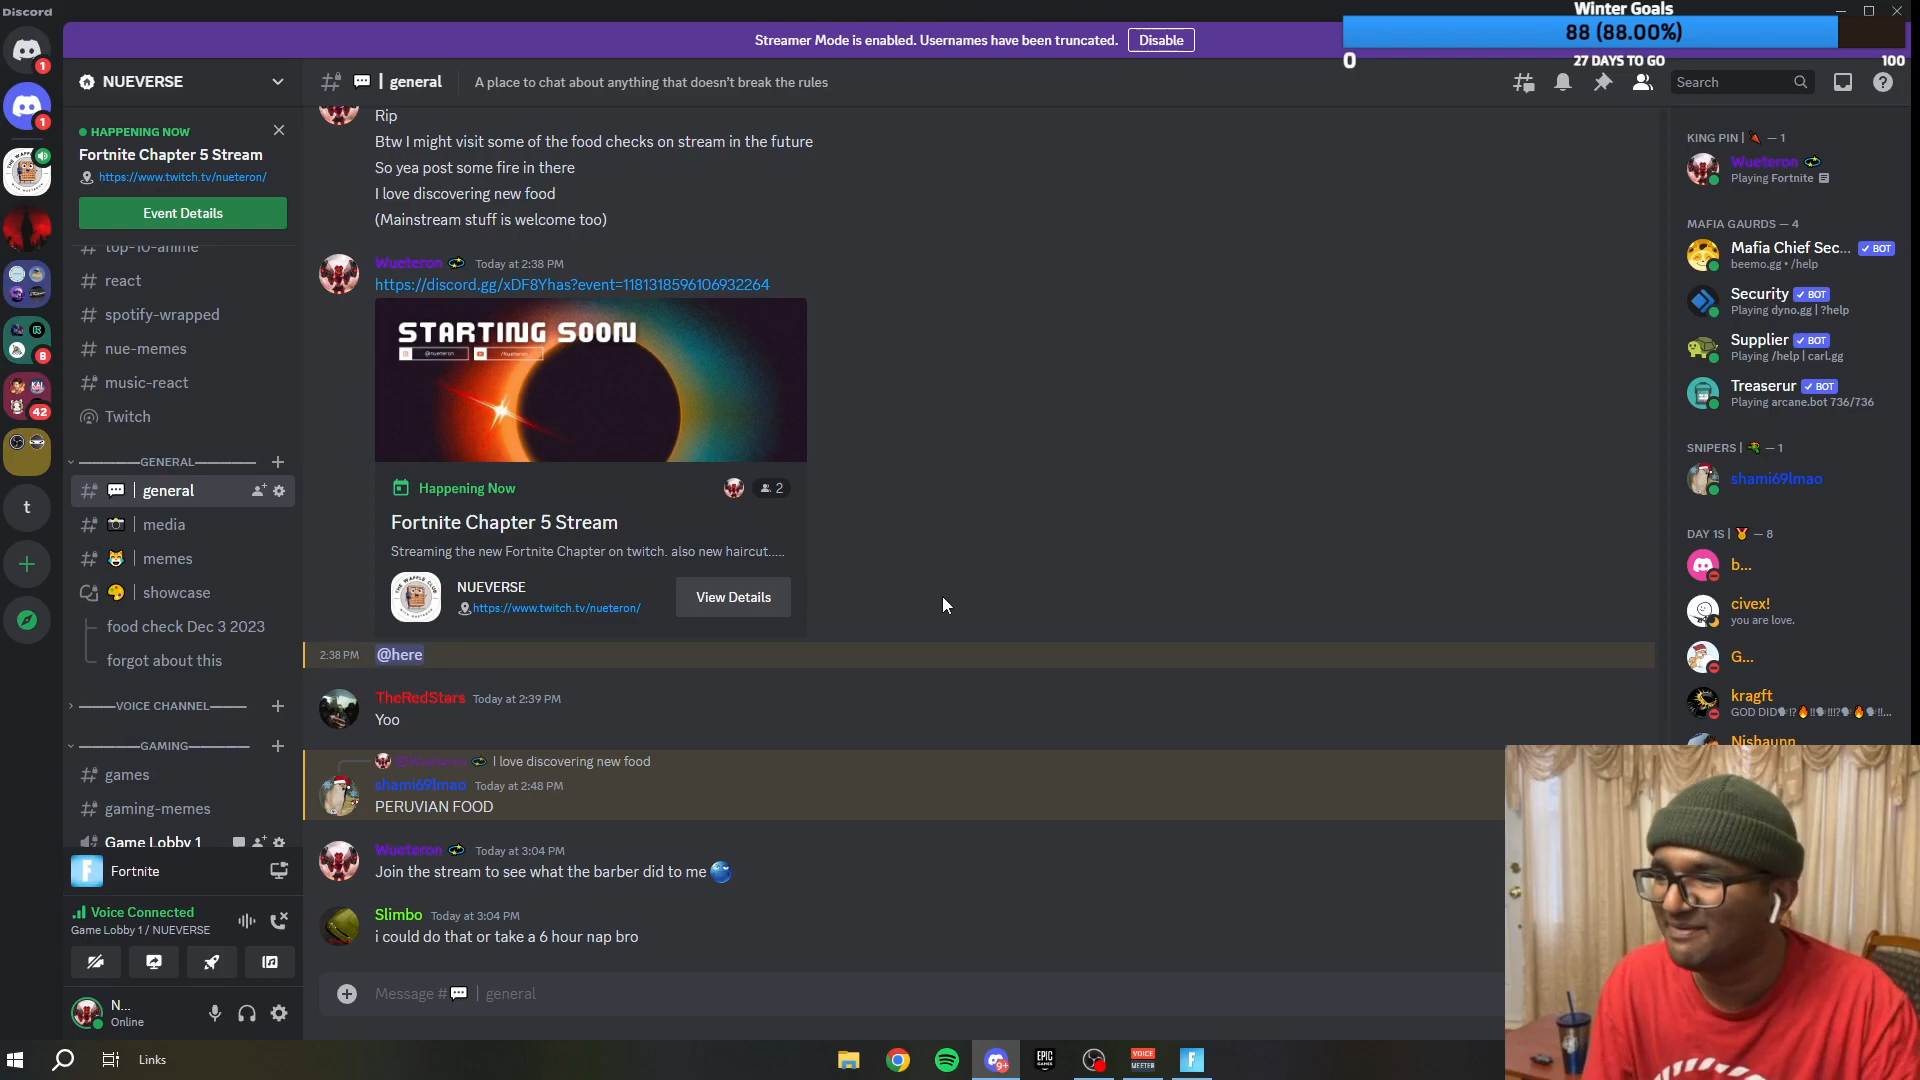 Discord
Winter Goals
Streamer Mode is enabled. Usernames have been truncated.
Disable
88 (88.00%)
0
27 DAYS TO GO
100
1
1
8
42
t
NUEVERSE
HAPPENING NOW
Fortnite Chapter 5 Stream
https://www.twitch.tv/nueteron/
Event Details
top-10-anime
react
spotify-wrapped
nue-memes
music-react
Twitch
GENERAL
general
media
memes
showcase
food check Dec 3 2023
forgot about this
VOICE CHANNEL
GAMING
games
gaming-memes
Game Lobby 1
Fortnite
Voice Connected
Game Lobby 1 / NUEVERSE
N...
Online
| general
A place to chat about anything that doesn't break the rules
Search
Rip
Btw I might visit some of the food checks on stream in the future
So yea post some fire in there
I love discovering new food
(Mainstream stuff is welcome too)
Wueteron Today at 2:38 PM
https://discord.gg/xDF8Yhas?event=1181318596106932264
STARTING SOON
@nueteron
/Nueteron
Happening Now
2
Fortnite Chapter 5 Stream
Streaming the new Fortnite Chapter on twitch. also new haircut.....
THE WAFFLE CLUB
NUEVERSE
https://www.twitch.tv/nueteron/
View Details
2:38 PM @here
TheRedStars Today at 2:39 PM
Yoo
@Wueteron I love discovering new food
shami69lmao Today at 2:48 PM
PERUVIAN FOOD
Wueteron Today at 3:04 PM
Join the stream to see what the barber did to me
Slimbo Today at 3:04 PM
i could do that or take a 6 hour nap bro
Message # | general
KING PIN | — 1
Wueteron
Playing Fortnite
MAFIA GAURDS — 4
Mafia Chief Sec... BOT
beemo.gg • /help
Security BOT
Playing dyno.gg | ?help
Supplier BOT
Playing /help | carl.gg
Treaserur BOT
Playing arcane.bot 736/736
SNIPERS | — 1
shami69lmao
DAY 1S | — 8
b...
civex!
you are love.
G...
kragft
GOD DID
Nishaunn
Links
9+
EPIC GAMES
VOICE MEETER